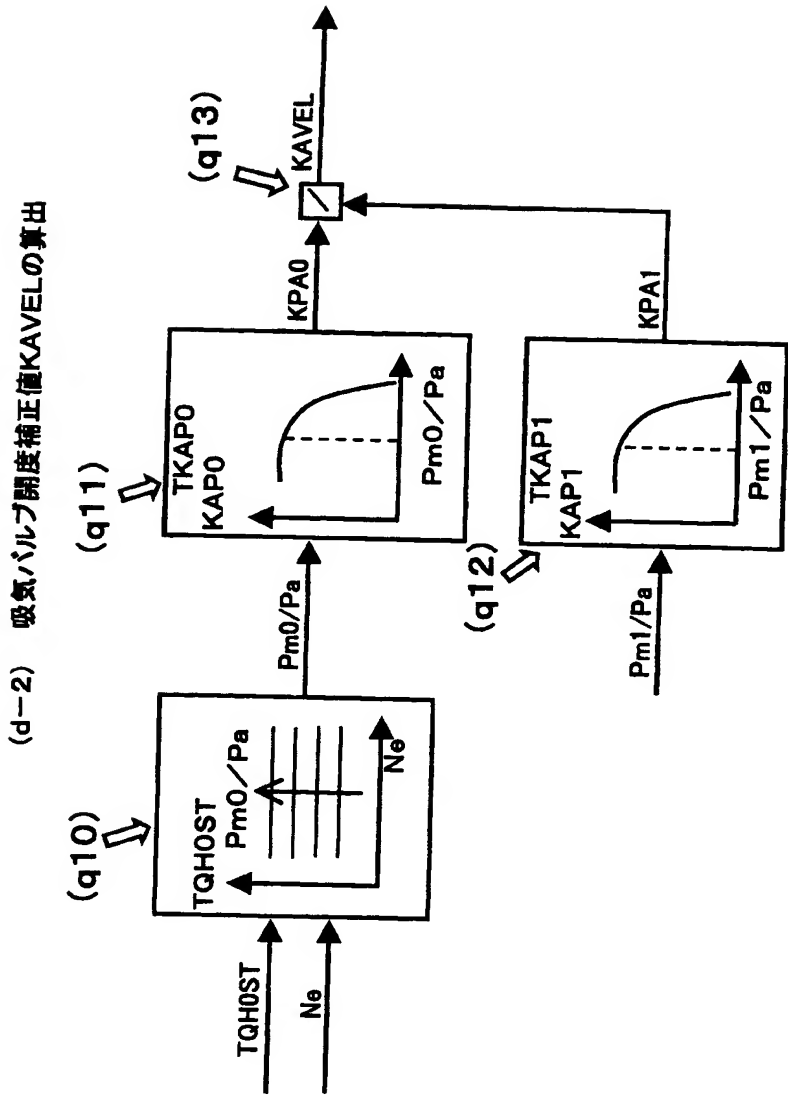 (d-2) 吸気バルブ開度補正値KAVELの算出
(q10)
TQH0ST
Ne
TQH0ST
Pm0/Pa
Ne
Pm0/Pa
(q11)
TKAP0
KAP0
Pm0/Pa
KPA0
(q13)
KAVEL
(q12)
Pm1/Pa
TKAP1
KAP1
Pm1/Pa
KPA1